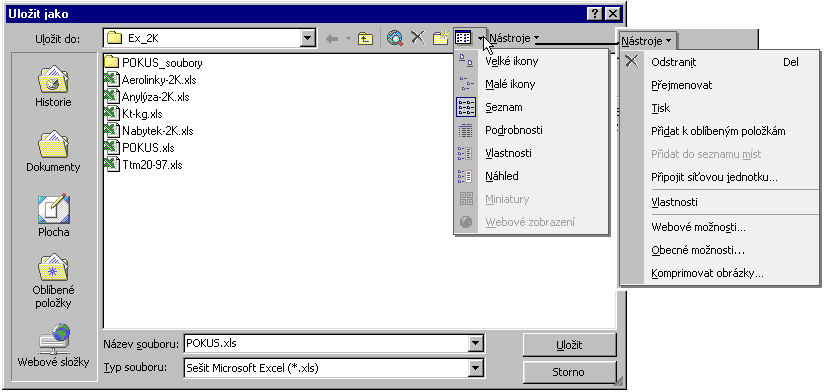 Uložit jako
Uložit do:
Ex_2K
Nástroje
Historie
Dokumenty
Plocha
Oblíbené
položky
Webové složky
POKUS_soubory
Aerolinky-2K.xls
Anylýza-2K.xls
Kt-kg.xls
Nabytek-2K.xls
POKUS.xls
Ttm20-97.xls
Velké ikony
Malé ikony
Seznam
Podrobnosti
Vlastnosti
Náhled
Miniatury
Webové zobrazení
Nástroje
Odstranit Del
Přejmenovat
Tisk
Přidat k oblíbeným položkám
Přidat do seznamu míst
Připojit síťovou jednotku...
Vlastnosti
Webové možnosti...
Obecné možnosti...
Komprimovat obrázky...
Název souboru: POKUS.xls
Uložit
Typ souboru: Sešit Microsoft Excel (*.xls)
Storno